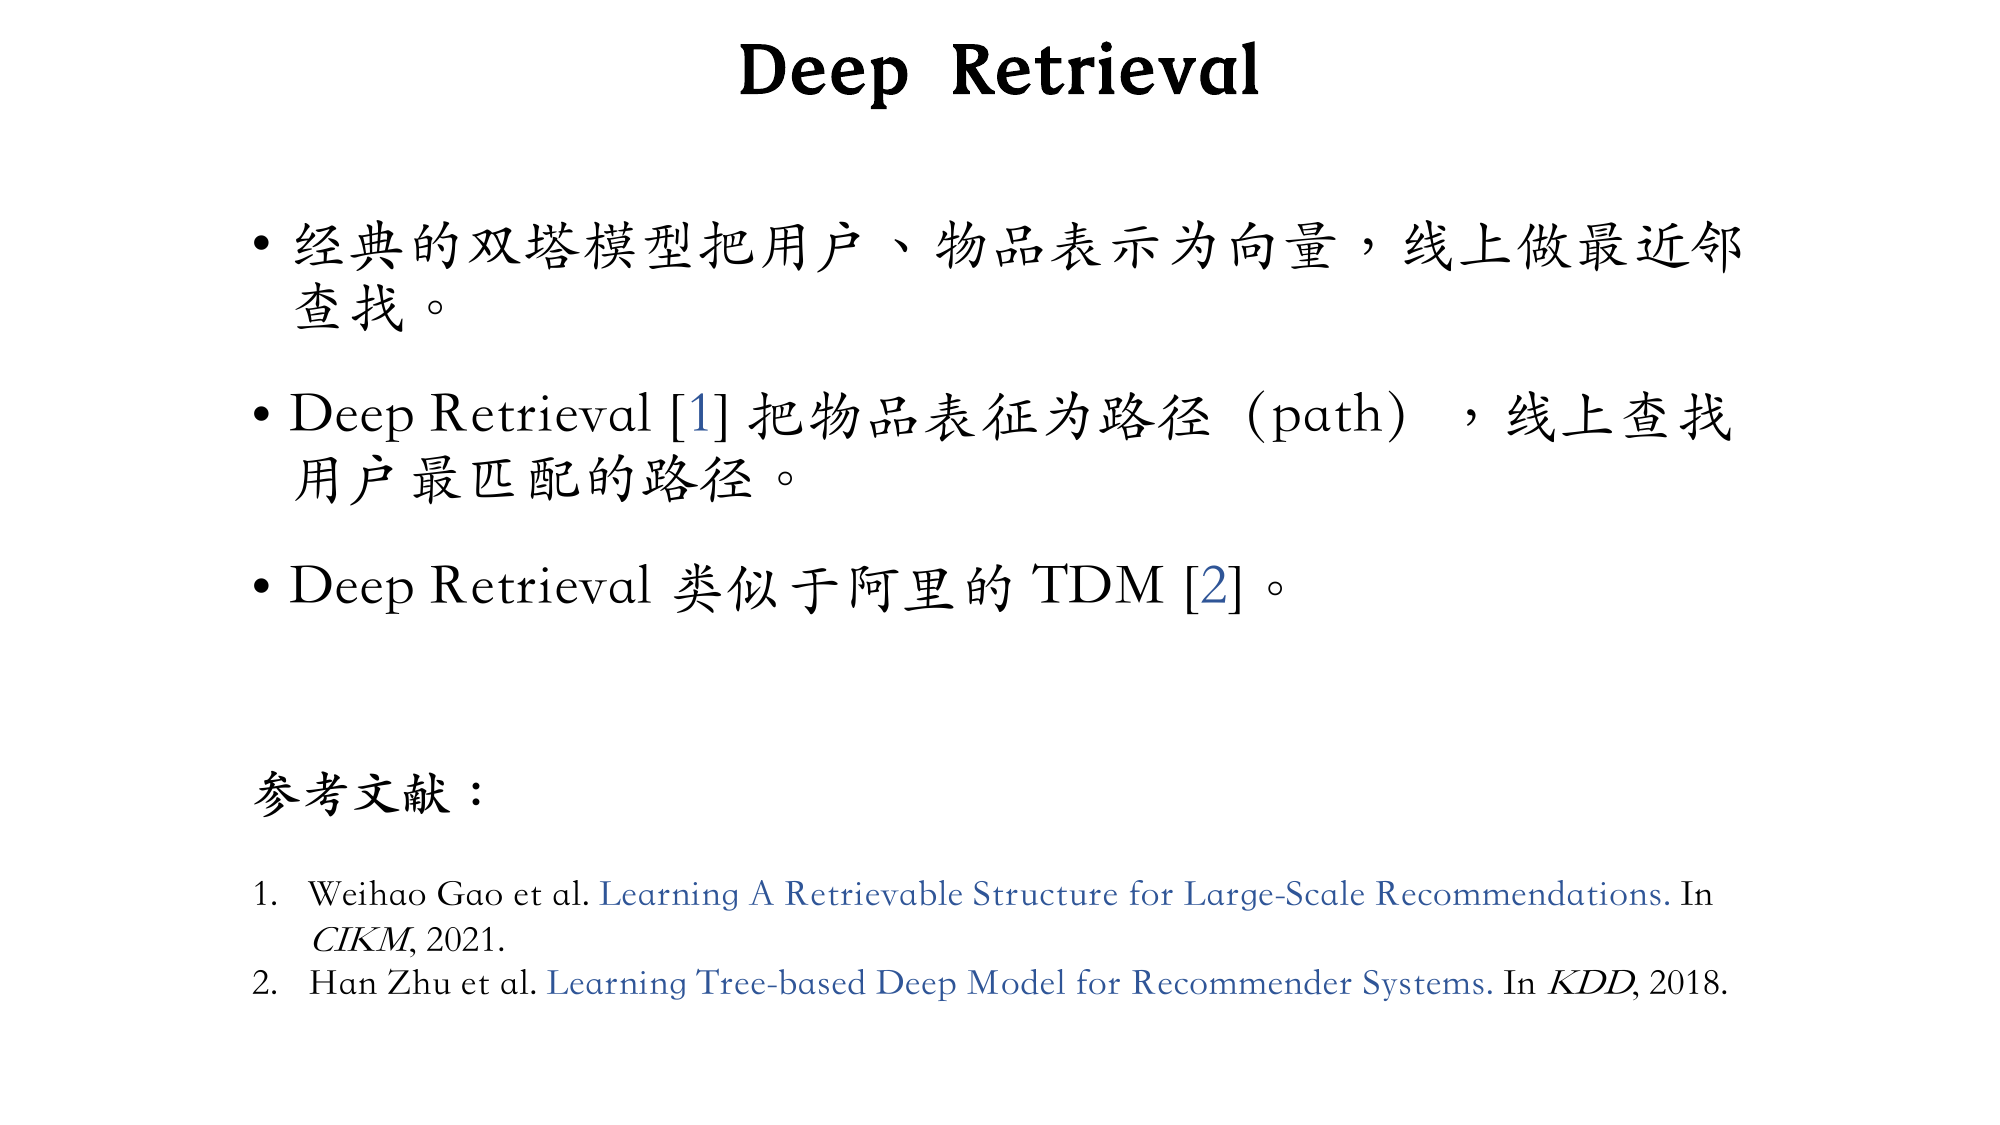 Deep Retrieval
• 经典的双塔模型把用户、物品表示为向量，线上做最近邻
查找。
• Deep Retrieval [1] 把物品表征为路径（path），线上查找
用户最匹配的路径。
• Deep Retrieval 类似于阿里的 TDM [2]。
参考文献：
1. Weihao Gao et al. Learning A Retrievable Structure for Large-Scale Recommendations. In
CIKM, 2021.
2. Han Zhu et al. Learning Tree-based Deep Model for Recommender Systems. In KDD, 2018.